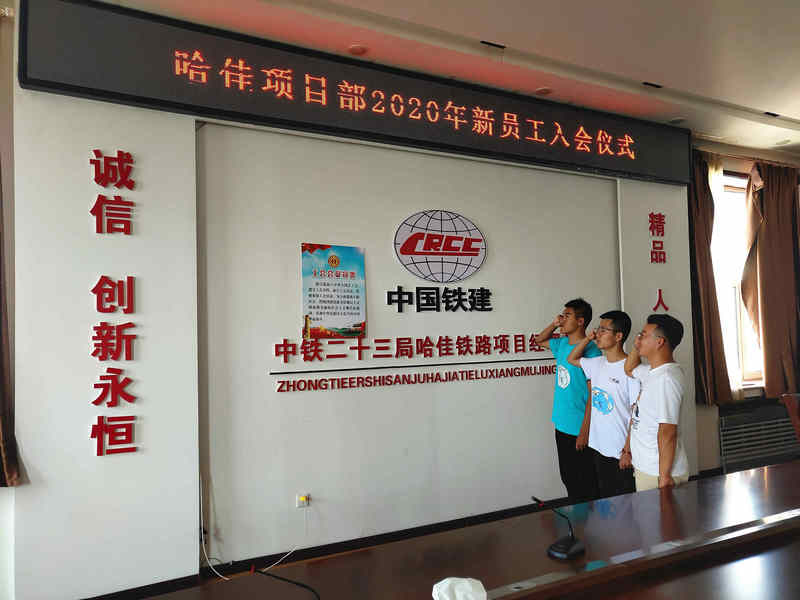 哈佳项目部2020年新员工入会仪式
诚信 创新永恒
CRCC
中国铁建
中铁二十三局哈佳铁路项目经
ZHONGTIEERSHISANJUHAJIATIELUXIANGMUJING
精品 人